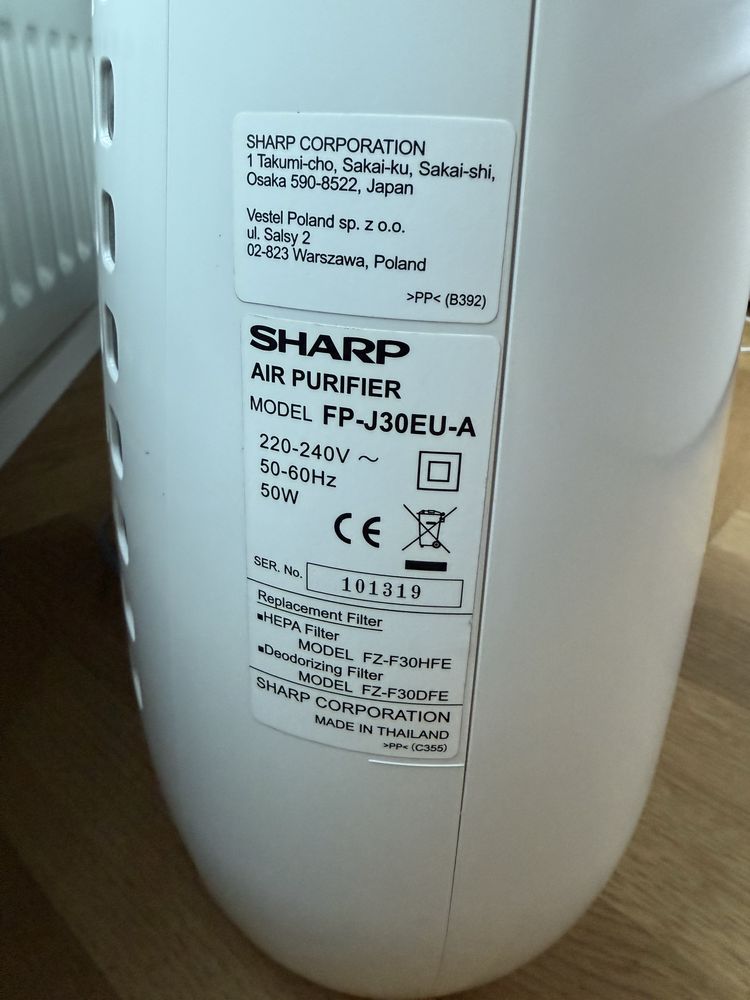 SHARP CORPORATION
1 Takumi-cho, Sakai-ku, Sakai-shi,
Osaka 590-8522, Japan
Vestel Poland sp. z o.o.
ul. Salsy 2
02-823 Warszawa, Poland
>PP< (B392)
SHARP
AIR PURIFIER
MODEL FP-J30EU-A
220-240V ～
50-60Hz
50W
CE
SER. No. 101319
Replacement Filter
■HEPA Filter
MODEL FZ-F30HFE
■Deodorizing Filter
MODEL FZ-F30DFE
SHARP CORPORATION
MADE IN THAILAND
>PP< (C355)